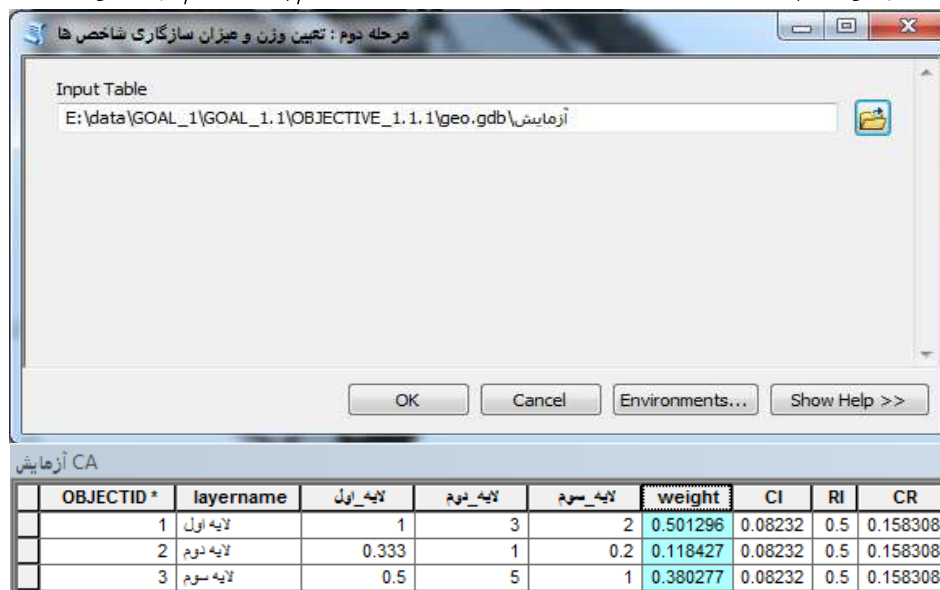 مرحله دوم : تعیین وزن و میزان سازگاری شاخص ها
Input Table
E:\data\GOAL_1\GOAL_1.1\OBJECTIVE_1.1.1\geo.gdb\آزمایش
OK Cancel Environments... Show Help >>
آزمایش CA
OBJECTID * layername لایه_اول لایه_دوم لایه_سوم weight CI RI CR
1 لایه اول 1 3 2 0.501296 0.08232 0.5 0.158308
2 لایه دوم 0.333 1 0.2 0.118427 0.08232 0.5 0.158308
3 لایه سوم 0.5 5 1 0.380277 0.08232 0.5 0.158308